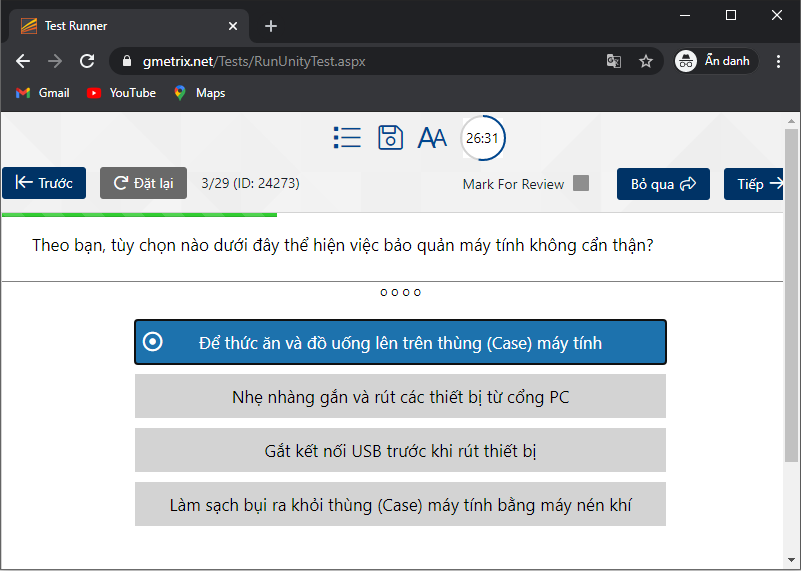 Test Runner
gmetrix.net/Tests/RunUnityTest.aspx
Ẩn danh
Gmail
YouTube
Maps
AA
26:31
Trước
Đặt lại
3/29 (ID: 24273)
Mark For Review
Bỏ qua
Tiếp
Theo bạn, tùy chọn nào dưới đây thể hiện việc bảo quản máy tính không cẩn thận?
Để thức ăn và đồ uống lên trên thùng (Case) máy tính
Nhẹ nhàng gắn và rút các thiết bị từ cổng PC
Gắt kết nối USB trước khi rút thiết bị
Làm sạch bụi ra khỏi thùng (Case) máy tính bằng máy nén khí